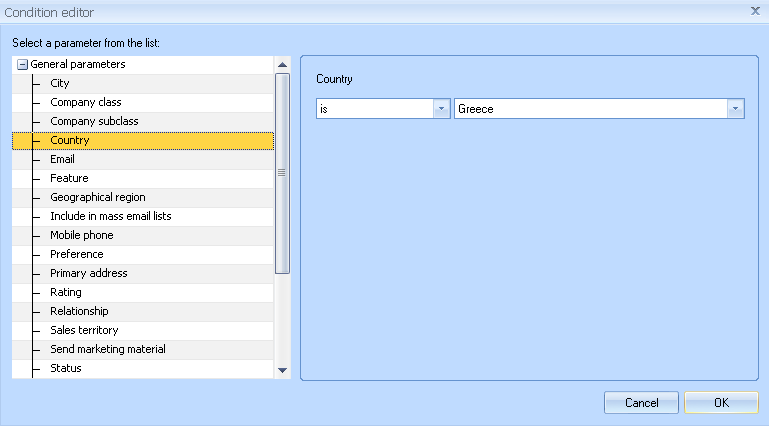 Condition editor
Select a parameter from the list:
General parameters
City
Company class
Company subclass
Country
Email
Feature
Geographical region
Include in mass email lists
Mobile phone
Preference
Primary address
Rating
Relationship
Sales territory
Send marketing material
Status
Country
is Greece
Cancel OK